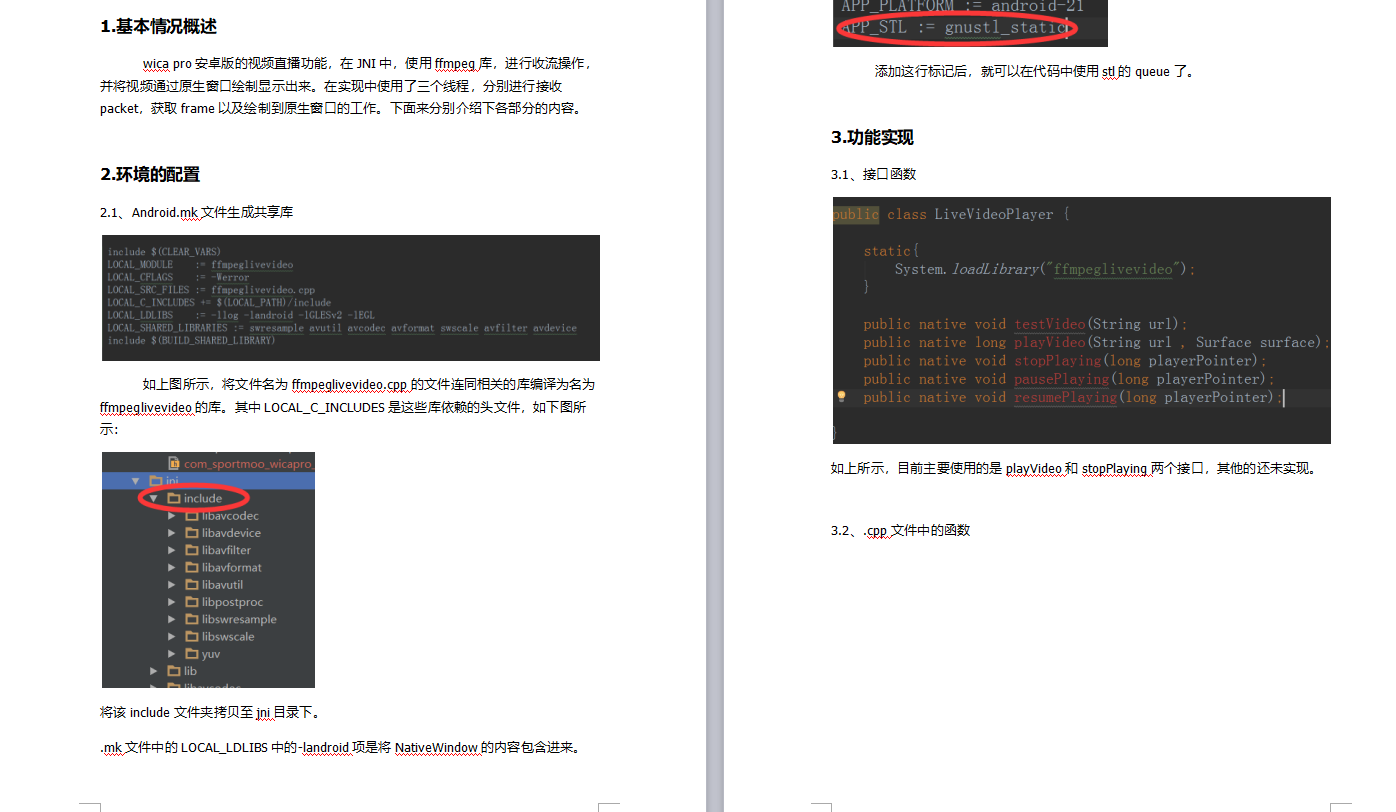 1.基本情况概述
wica pro 安卓版的视频直播功能，在 JNI 中，使用 ffmpeg 库，进行收流操作，
并将视频通过原生窗口绘制显示出来。在实现中使用了三个线程，分别进行接收
packet，获取 frame 以及绘制到原生窗口的工作。下面来分别介绍下各部分的内容。
2.环境的配置
2.1、Android.mk 文件生成共享库
include $(CLEAR_VARS)
LOCAL_MODULE := ffmpeglivevideo
LOCAL_CFLAGS := -Werror
LOCAL_SRC_FILES := ffmpeglivevideo.cpp
LOCAL_C_INCLUDES += $(LOCAL_PATH)/include
LOCAL_LDLIBS := -llog -landroid -lGLESv2 -lEGL
LOCAL_SHARED_LIBRARIES := swresample avutil avcodec avformat swscale avfilter avdevice
include $(BUILD_SHARED_LIBRARY)
如上图所示，将文件名为 ffmpeglivevideo.cpp 的文件连同相关的库编译为名为
ffmpeglivevideo 的库。其中 LOCAL_C_INCLUDES 是这些库依赖的头文件，如下图所
示：
com_sportmoo_wicapro_
jni
include
libavcodec
libavdevice
libavfilter
libavformat
libavutil
libpostproc
libswresample
libswscale
yuv
lib
libavcodec
将该 include 文件夹拷贝至 jni 目录下。
.mk 文件中的 LOCAL_LDLIBS 中的-landroid 项是将 NativeWindow 的内容包含进来。
APP_PLATFORM := android-21
APP_STL := gnustl_static
添加这行标记后，就可以在代码中使用 stl 的 queue 了。
3.功能实现
3.1、接口函数
public class LiveVideoPlayer {
static{
System.loadLibrary("ffmpeglivevideo");
}
public native void testVideo(String url);
public native long playVideo(String url , Surface surface);
public native void stopPlaying(long playerPointer);
public native void pausePlaying(long playerPointer);
public native void resumePlaying(long playerPointer);
}
如上所示，目前主要使用的是 playVideo 和 stopPlaying 两个接口，其他的还未实现。
3.2、.cpp 文件中的函数